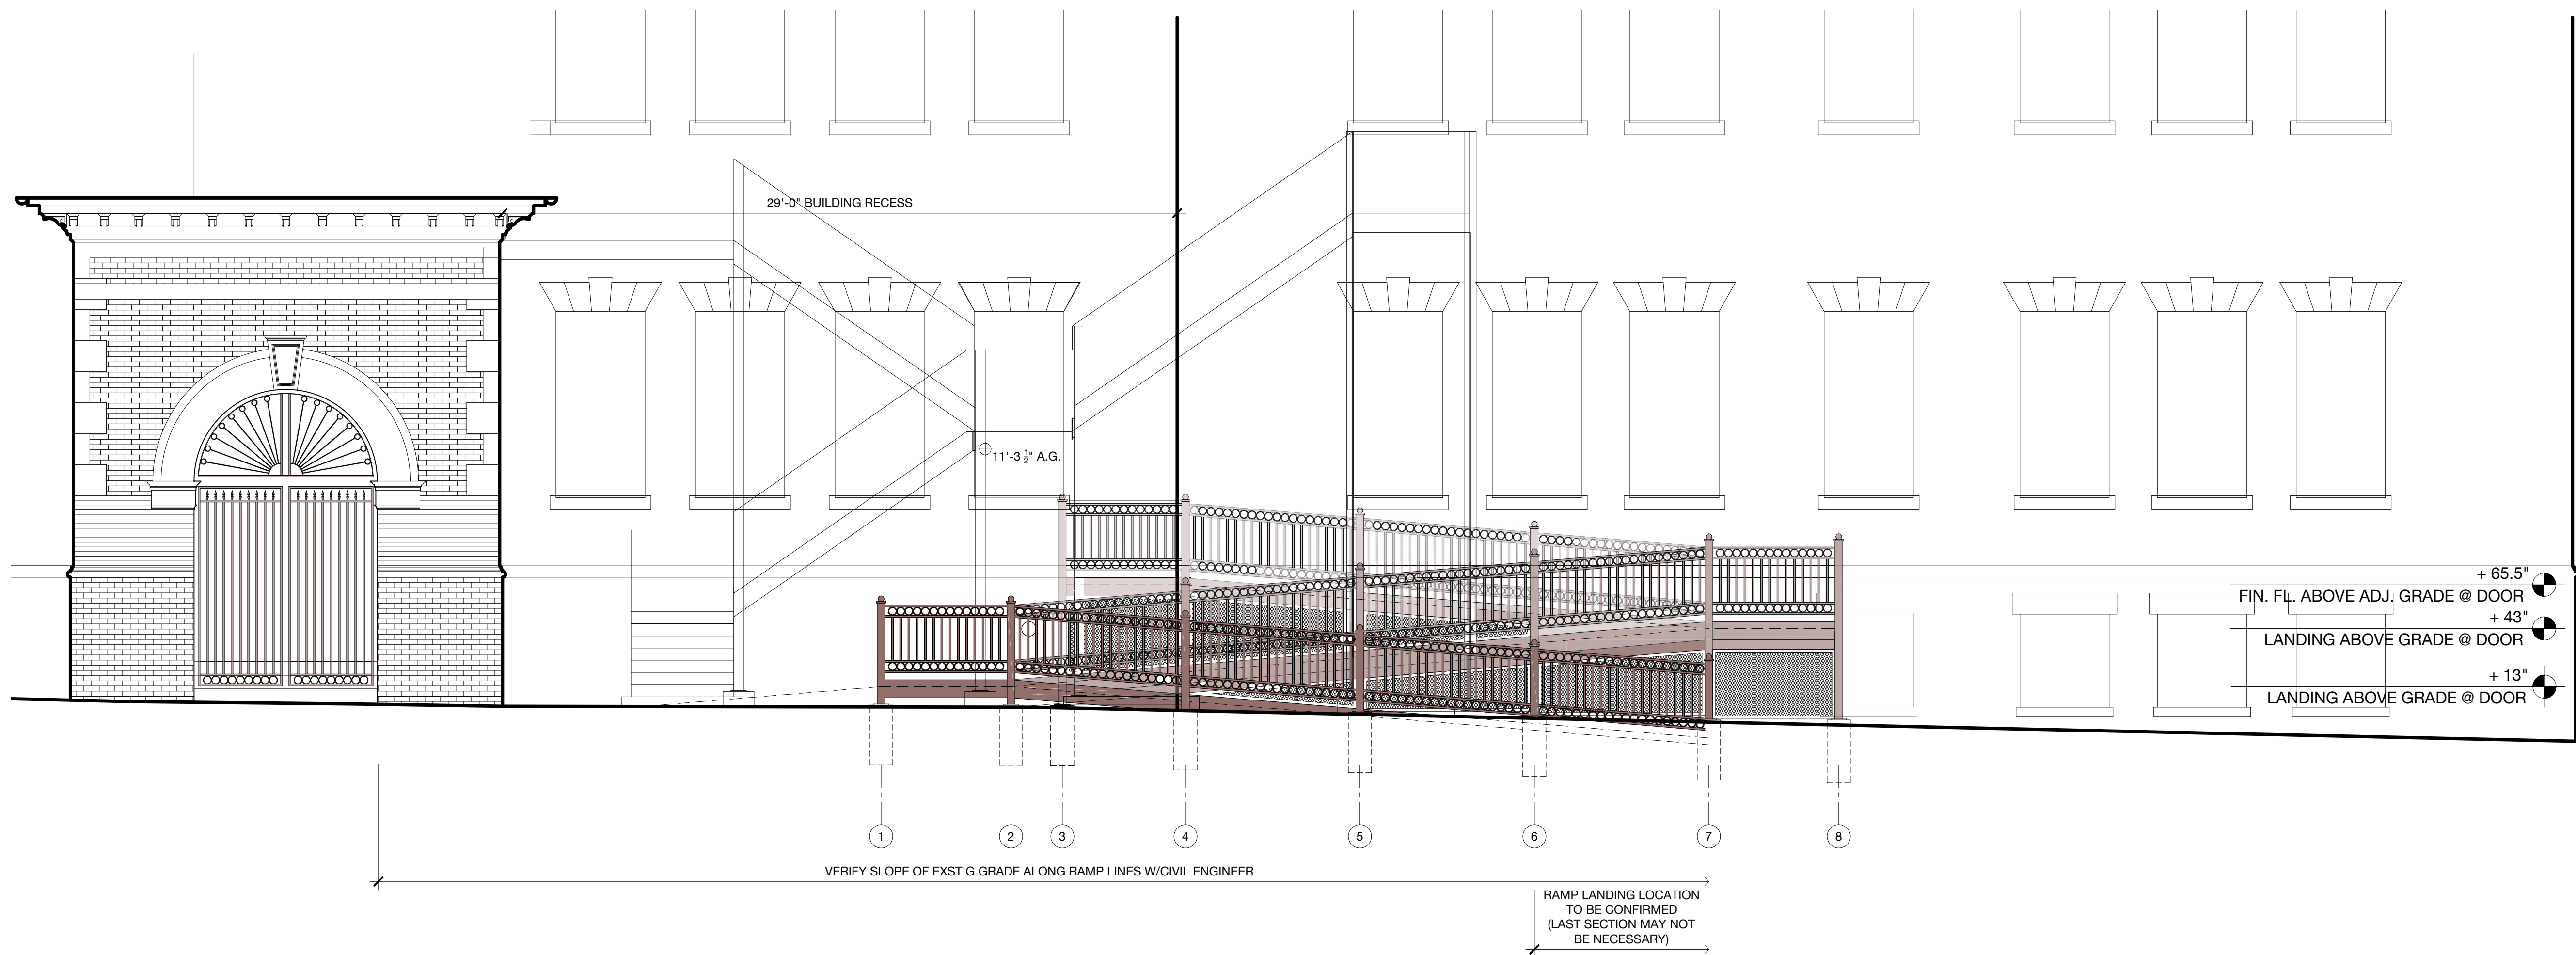 29'-0" BUILDING RECESS
11'-3 1/2" A.G.
+ 65.5"
FIN. FL. ABOVE ADJ. GRADE @ DOOR
+ 43"
LANDING ABOVE GRADE @ DOOR
+ 13"
LANDING ABOVE GRADE @ DOOR
1 2 3 4 5 6 7 8
VERIFY SLOPE OF EXST'G GRADE ALONG RAMP LINES W/CIVIL ENGINEER
RAMP LANDING LOCATION
TO BE CONFIRMED
(LAST SECTION MAY NOT
BE NECESSARY)